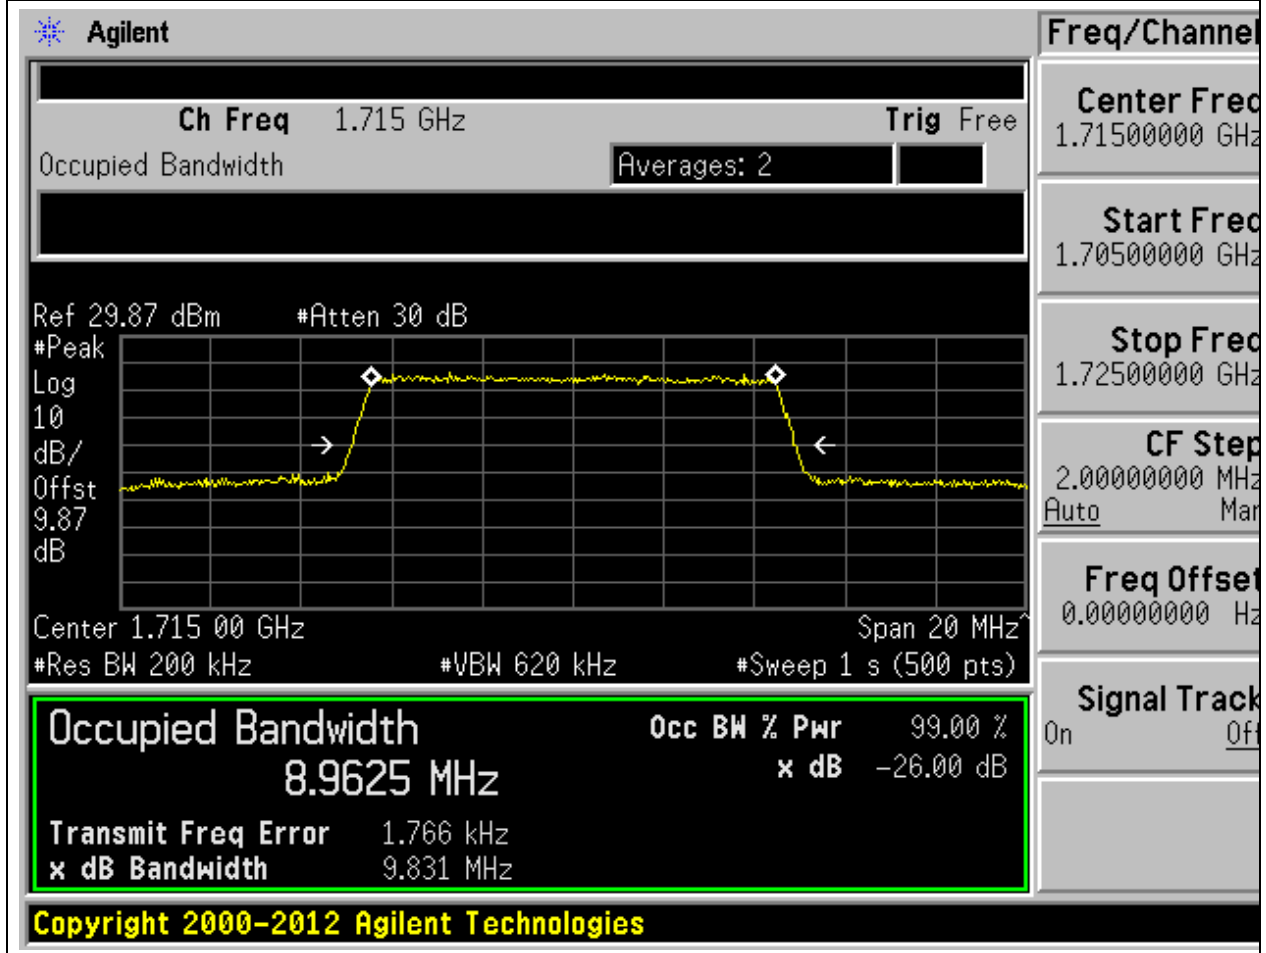 Agilent
Freq/Channel
Ch Freq 1.715 GHz Trig Free
Occupied Bandwidth Averages: 2
Center Freq
1.71500000 GHz
Start Freq
1.70500000 GHz
Stop Freq
1.72500000 GHz
CF Step
2.00000000 MHz
Auto Man
Freq Offset
0.00000000 Hz
Signal Track
On Off
Ref 29.87 dBm #Atten 30 dB
#Peak
Log
10
dB/
Offst
9.87
dB
Center 1.715 00 GHz Span 20 MHz^
#Res BW 200 kHz #VBW 620 kHz #Sweep 1 s (500 pts)
Occupied Bandwidth Occ BW % Pwr 99.00 %
8.9625 MHz x dB -26.00 dB
Transmit Freq Error 1.766 kHz
x dB Bandwidth 9.831 MHz
Copyright 2000-2012 Agilent Technologies